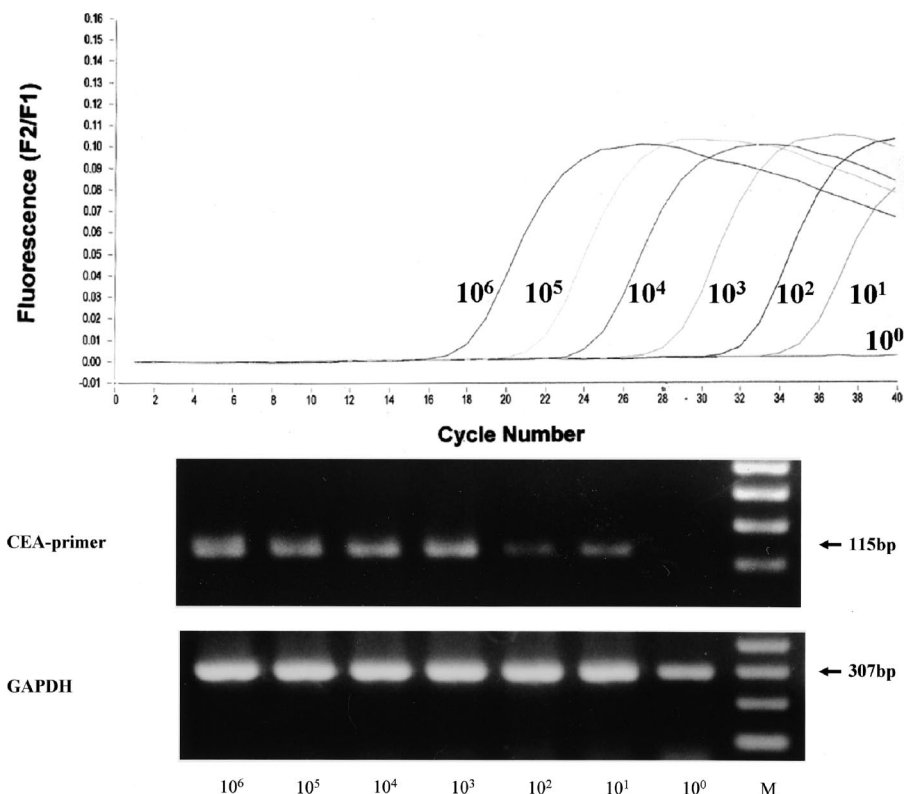 0.16
0.15
0.14
0.13
0.12
0.11
0.10
0.09
0.08
0.07
0.06
0.05
0.04
0.03
0.02
0.01
0.00
-0.01
Fluorescence (F2/F1)
10⁶ 10⁵ 10⁴ 10³ 10² 10¹
10⁰
0 2 4 6 8 10 12 14 16 18 20 22 24 26 28 30 32 34 36 38 40
Cycle Number
CEA-primer ← 115bp
GAPDH ← 307bp
10⁶ 10⁵ 10⁴ 10³ 10² 10¹ 10⁰ M